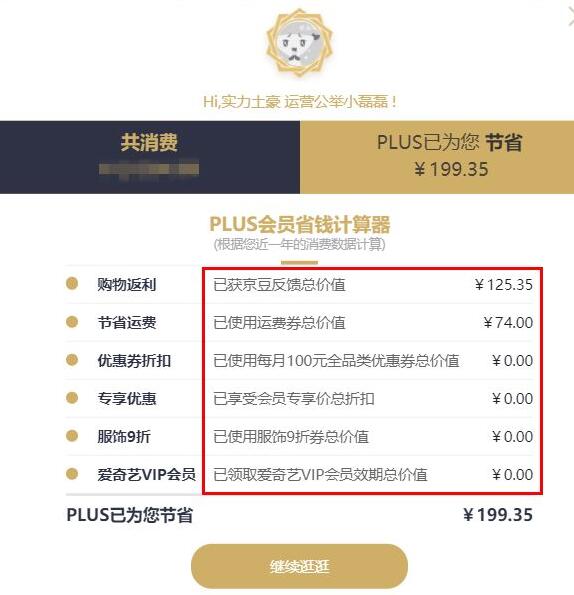 Hi,实力土豪 运营公举小磊磊！
共消费
PLUS已为您 节省
￥199.35
PLUS会员省钱计算器
(根据您近一年的消费数据计算)
购物返利 已获京豆反馈总价值 ￥125.35
节省运费 已使用运费券总价值 ￥74.00
优惠券折扣 已使用每月100元全品类优惠券总价值 ￥0.00
专享优惠 已享受会员专享价总折扣 ￥0.00
服饰9折 已使用服饰9折券总价值 ￥0.00
爱奇艺VIP会员 已领取爱奇艺VIP会员效期总价值 ￥0.00
PLUS已为您节省 ￥199.35
继续逛逛